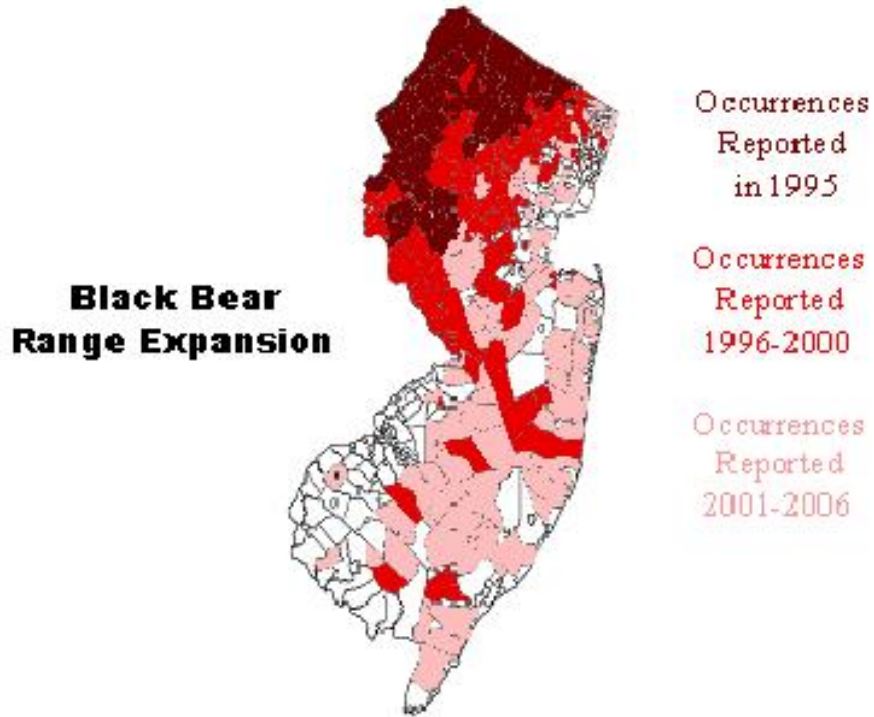 Black Bear
Range Expansion
Occurrences
Reported
in 1995
Occurrences
Reported
1996-2000
Occurrences
Reported
2001-2006